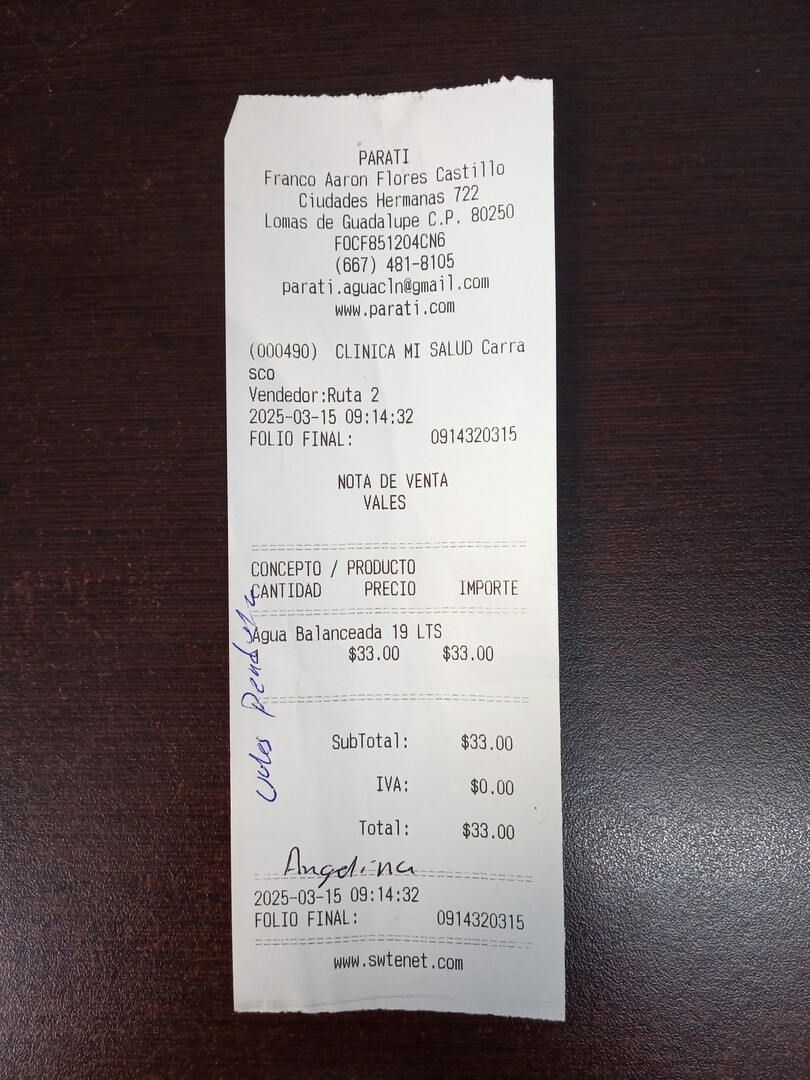 PARATI
Franco Aaron Flores Castillo
Ciudades Hermanas 722
Lomas de Guadalupe C.P. 80250
FOCF851204CN6
(667) 481-8105
parati.aguacln@gmail.com
www.parati.com
(000490) CLINICA MI SALUD Carra
sco
Vendedor:Ruta 2
2025-03-15 09:14:32
FOLIO FINAL: 0914320315
NOTA DE VENTA
VALES
CONCEPTO / PRODUCTO
CANTIDAD PRECIO IMPORTE
Agua Balanceada 19 LTS
$33.00 $33.00
SubTotal: $33.00
IVA: $0.00
Total: $33.00
Angelina
2025-03-15 09:14:32
FOLIO FINAL: 0914320315
www.swtenet.com